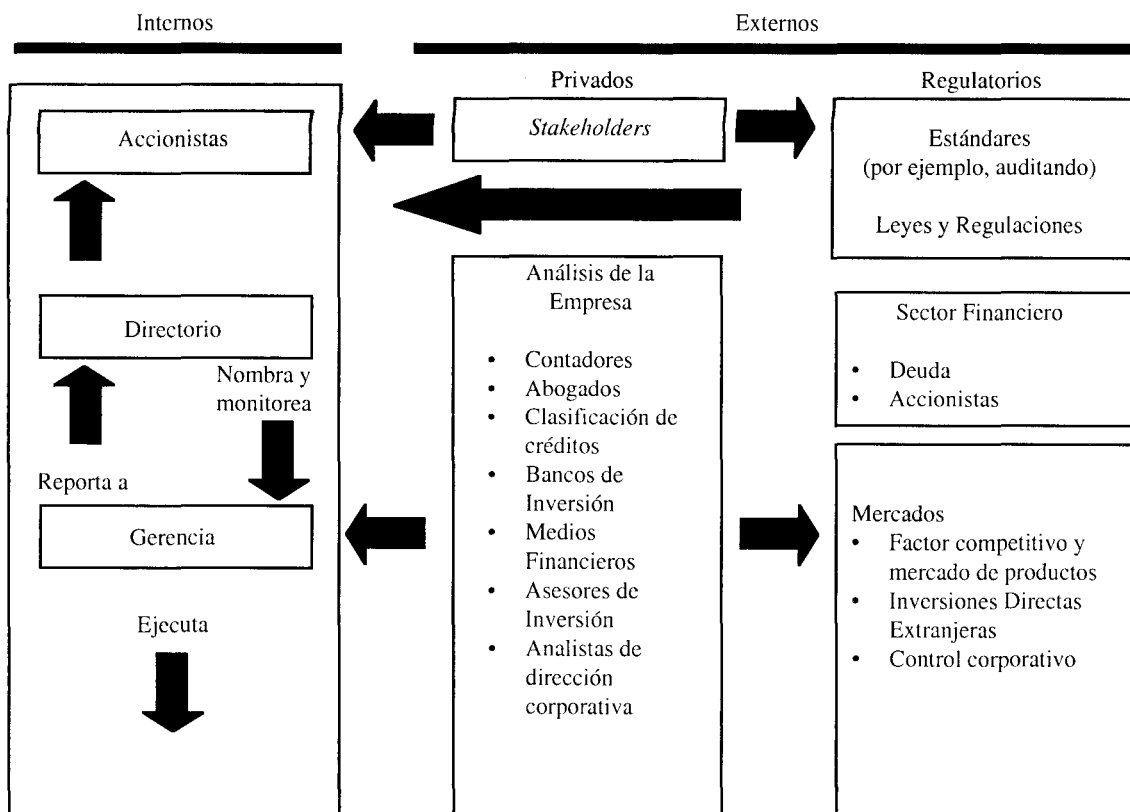 Internos
Externos
Accionistas
Directorio
Nombra y
monitorea
Reporta a
Gerencia
Ejecuta
Privados
Stakeholders
Análisis de la
Empresa
• Contadores
• Abogados
• Clasificación de
créditos
• Bancos de
Inversión
• Medios
Financieros
• Asesores de
Inversión
• Analistas de
dirección
corporativa
Regulatorios
Estándares
(por ejemplo, auditando)
Leyes y Regulaciones
Sector Financiero
• Deuda
• Accionistas
Mercados
• Factor competitivo y
mercado de productos
• Inversiones Directas
Extranjeras
• Control corporativo